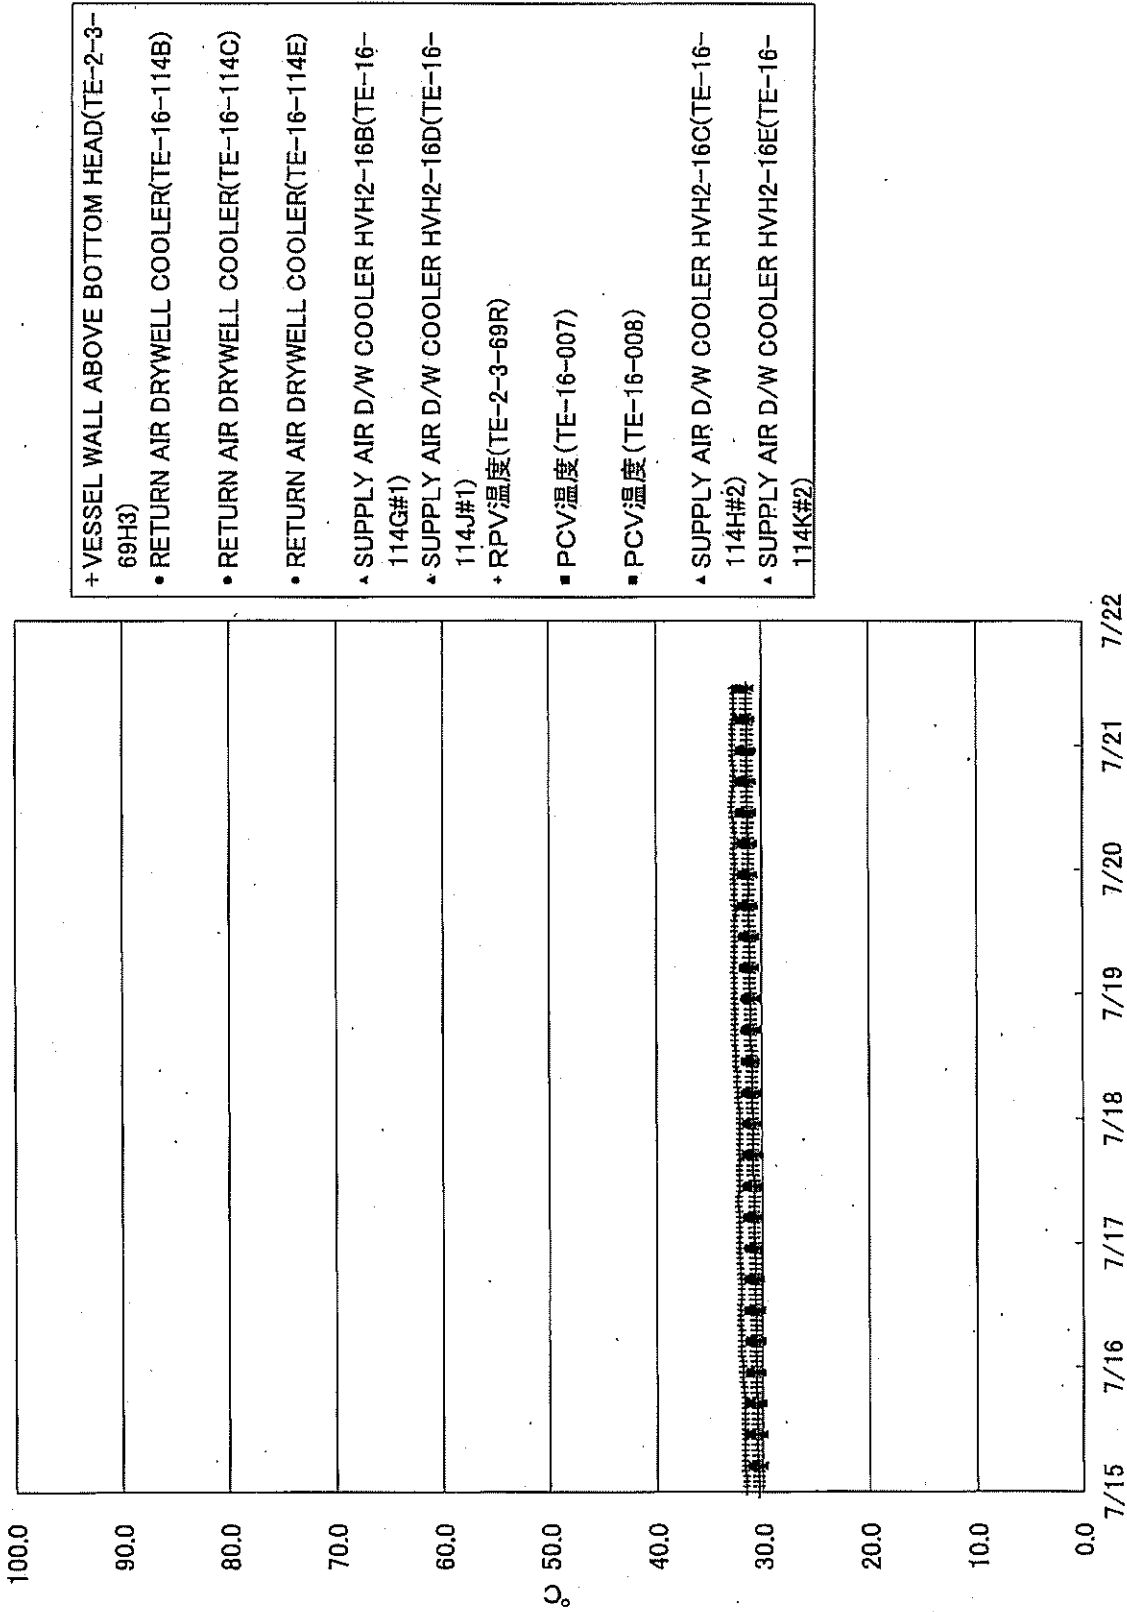 100.0
90.0
80.0
70.0
60.0
50.0
40.0
30.0
20.0
10.0
0.0
°C
7/15
7/16
7/17
7/18
7/19
7/20
7/21
7/22
+ VESSEL WALL ABOVE BOTTOM HEAD(TE-2-3-
69H3)
• RETURN AIR DRYWELL COOLER(TE-16-114B)
• RETURN AIR DRYWELL COOLER(TE-16-114C)
• RETURN AIR DRYWELL COOLER(TE-16-114E)
▲ SUPPLY AIR D/W COOLER HVH2-16B(TE-16-
114G#1)
▲ SUPPLY AIR D/W COOLER HVH2-16D(TE-16-
114J#1)
+ RPV温度(TE-2-3-69R)
■ PCV温度(TE-16-007)
■ PCV温度(TE-16-008)
▲ SUPPLY AIR D/W COOLER HVH2-16C(TE-16-
114H#2)
▲ SUPPLY AIR D/W COOLER HVH2-16E(TE-16-
114K#2)